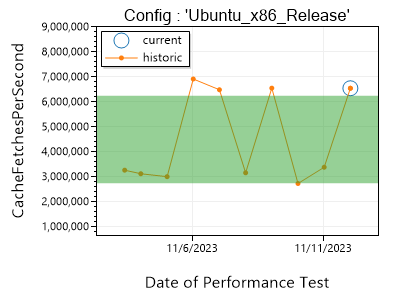 Config : 'Ubuntu_x86_Release'
9,000,000
8,000,000
7,000,000
6,000,000
5,000,000
4,000,000
3,000,000
2,000,000
1,000,000
CacheFetchesPerSecond
current
historic
11/6/2023
11/11/2023
Date of Performance Test